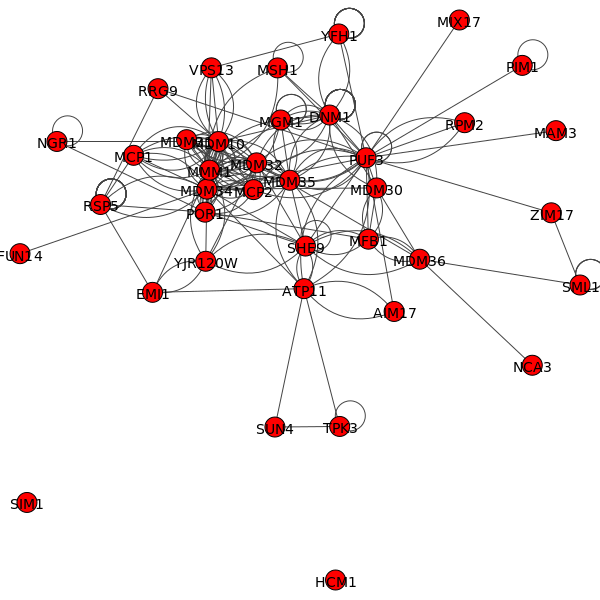 MIX17
YFH1
PIM1
VPS13
MSH1
RRG9
MGM1
DNM1
RPM2
MAM3
NGR1
MDM10
MCP1
PUF3
MDM32
MMM1
MDM35
MDM34
MCP2
MDM30
RSP5
POR1
ZIM17
FUN14
SHE9
MFB1
YJR120W
MDM36
EMI1
ATP11
SML1
AIM17
NCA3
SUN4
TPK3
SIM1
HCM1